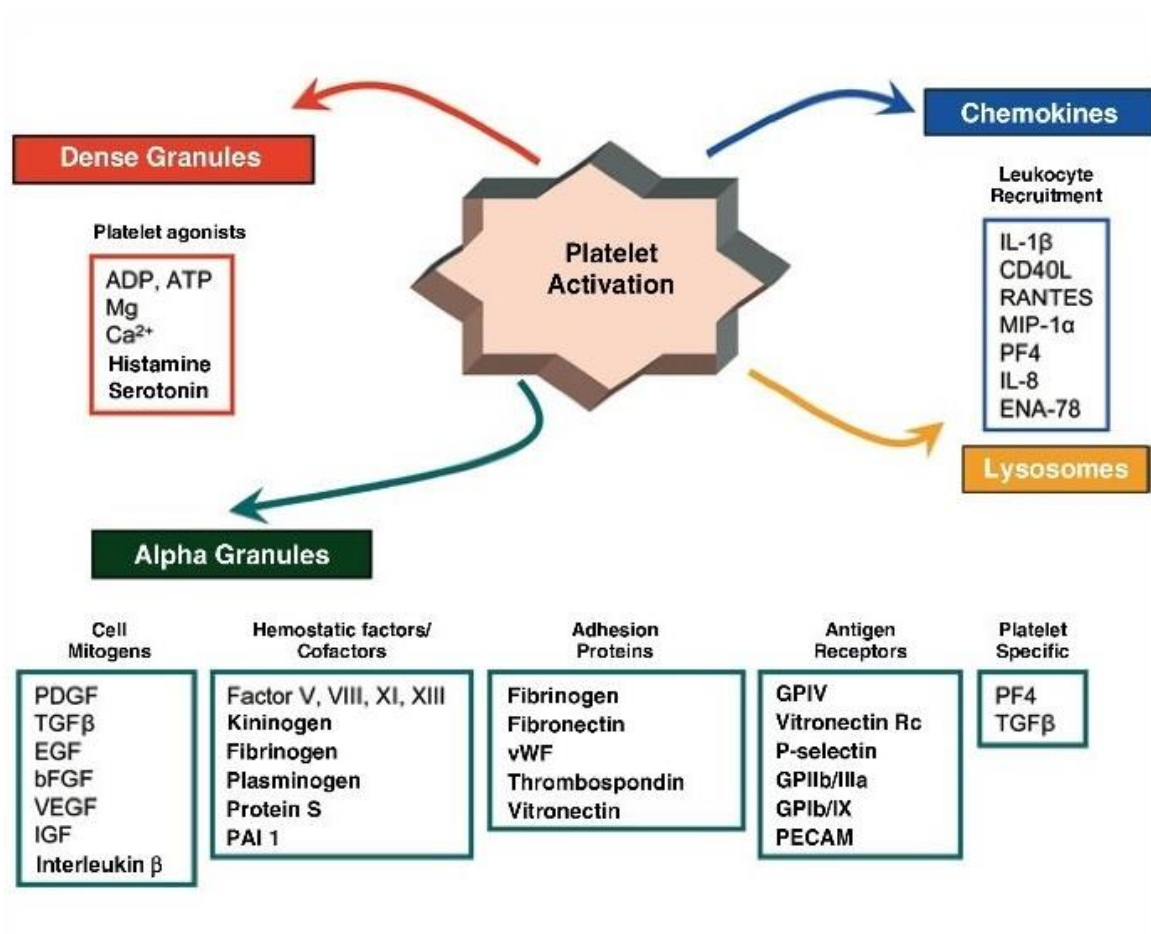 Dense Granules
Platelet agonists
ADP, ATP
Mg
Ca²⁺
Histamine
Serotonin
Platelet
Activation
Chemokines
Leukocyte
Recruitment
IL-1β
CD40L
RANTES
MIP-1α
PF4
IL-8
ENA-78
Lysosomes
Alpha Granules
Cell
Mitogens
PDGF
TGFβ
EGF
bFGF
VEGF
IGF
Interleukin β
Hemostatic factors/
Cofactors
Factor V, VIII, XI, XIII
Kininogen
Fibrinogen
Plasminogen
Protein S
PAI 1
Adhesion
Proteins
Fibrinogen
Fibronectin
vWF
Thrombospondin
Vitronectin
Antigen
Receptors
GPIV
Vitronectin Rc
P-selectin
GPIIb/IIIa
GPIb/IX
PECAM
Platelet
Specific
PF4
TGFβ